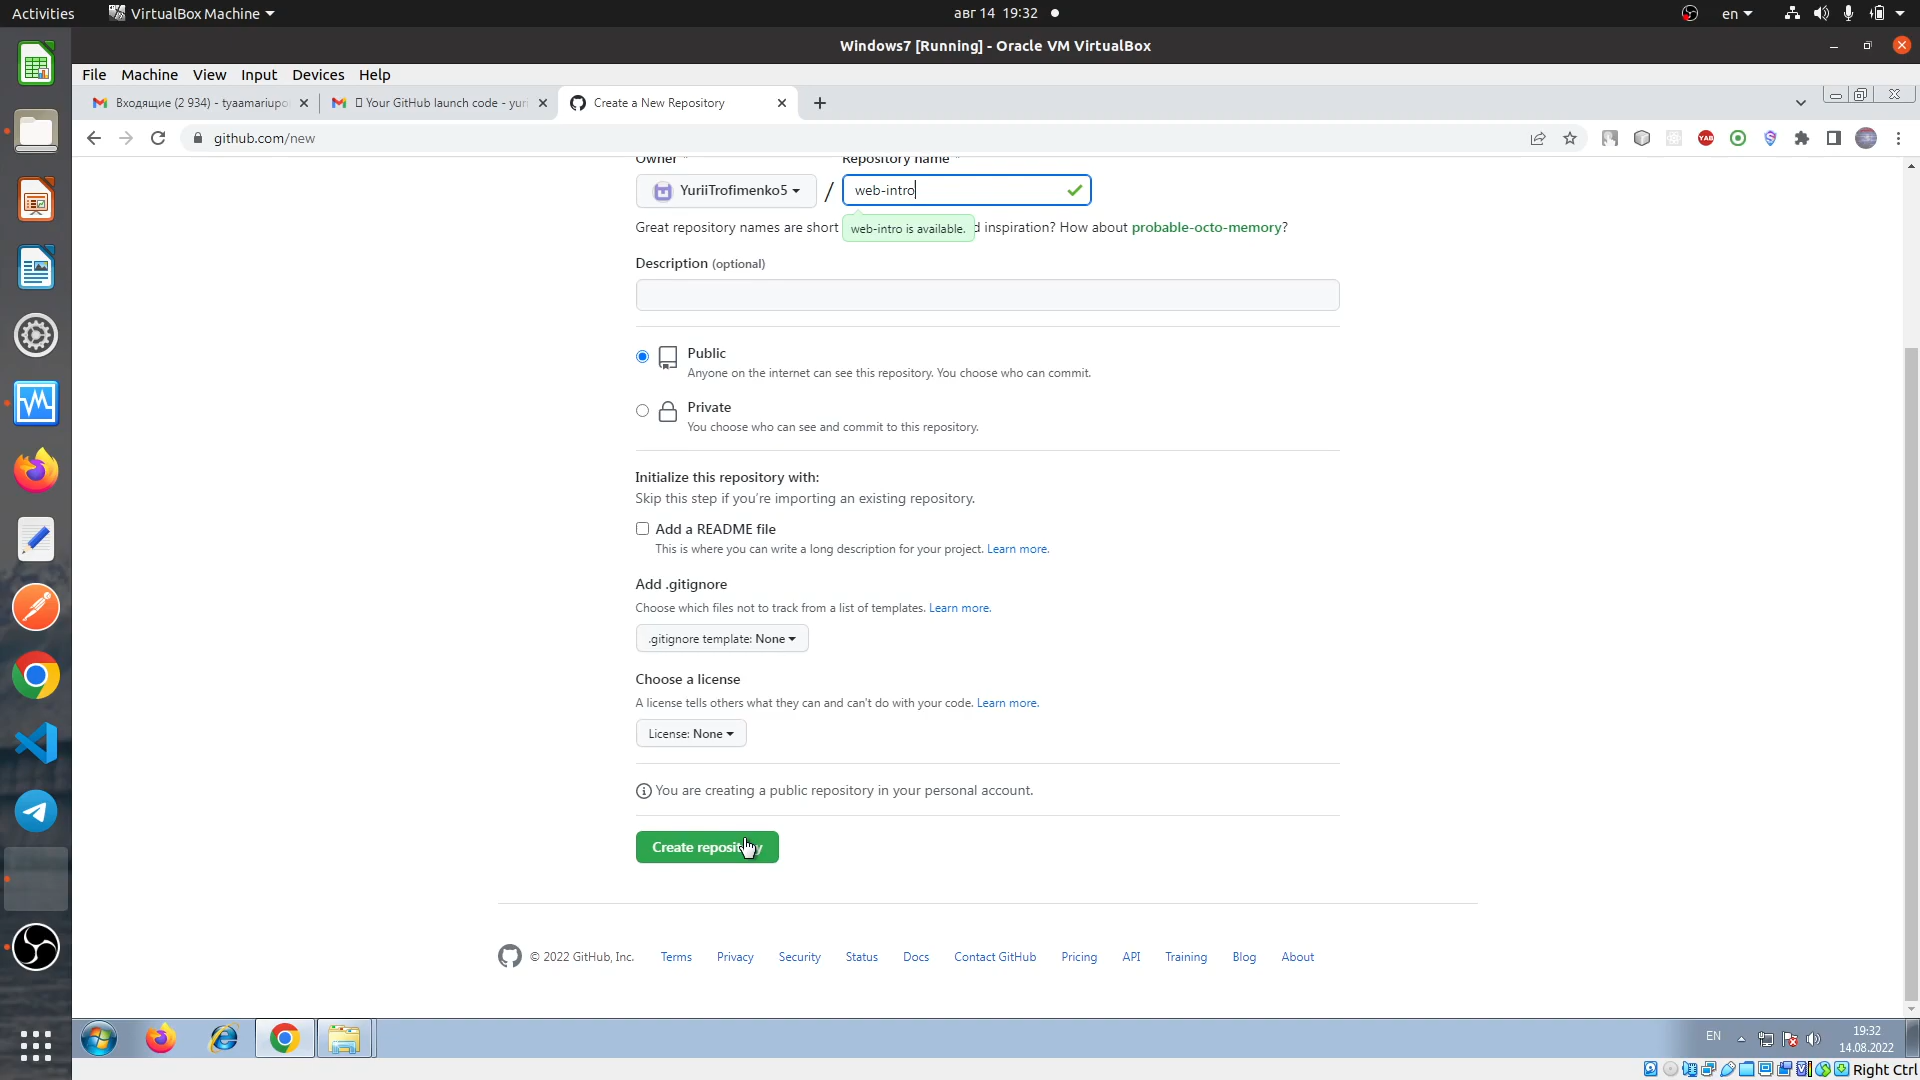 Activities VirtualBox Machine авг 14 19:32 en
Windows7 [Running] - Oracle VM VirtualBox
File Machine View Input Devices Help
Входящие (2 934) - tyaamariupo Your GitHub launch code - yuri Create a New Repository
github.com/new
Owner * Repository name *
YuriiTrofimenko5 / web-intro
Great repository names are short web-intro is available. d inspiration? How about probable-octo-memory?
Description (optional)
Public
Anyone on the internet can see this repository. You choose who can commit.
Private
You choose who can see and commit to this repository.
Initialize this repository with:
Skip this step if you're importing an existing repository.
Add a README file
This is where you can write a long description for your project. Learn more.
Add .gitignore
Choose which files not to track from a list of templates. Learn more.
.gitignore template: None
Choose a license
A license tells others what they can and can't do with your code. Learn more.
License: None
You are creating a public repository in your personal account.
Create repository
© 2022 GitHub, Inc. Terms Privacy Security Status Docs Contact GitHub Pricing API Training Blog About
EN 19:32
14.08.2022
Right Ctrl